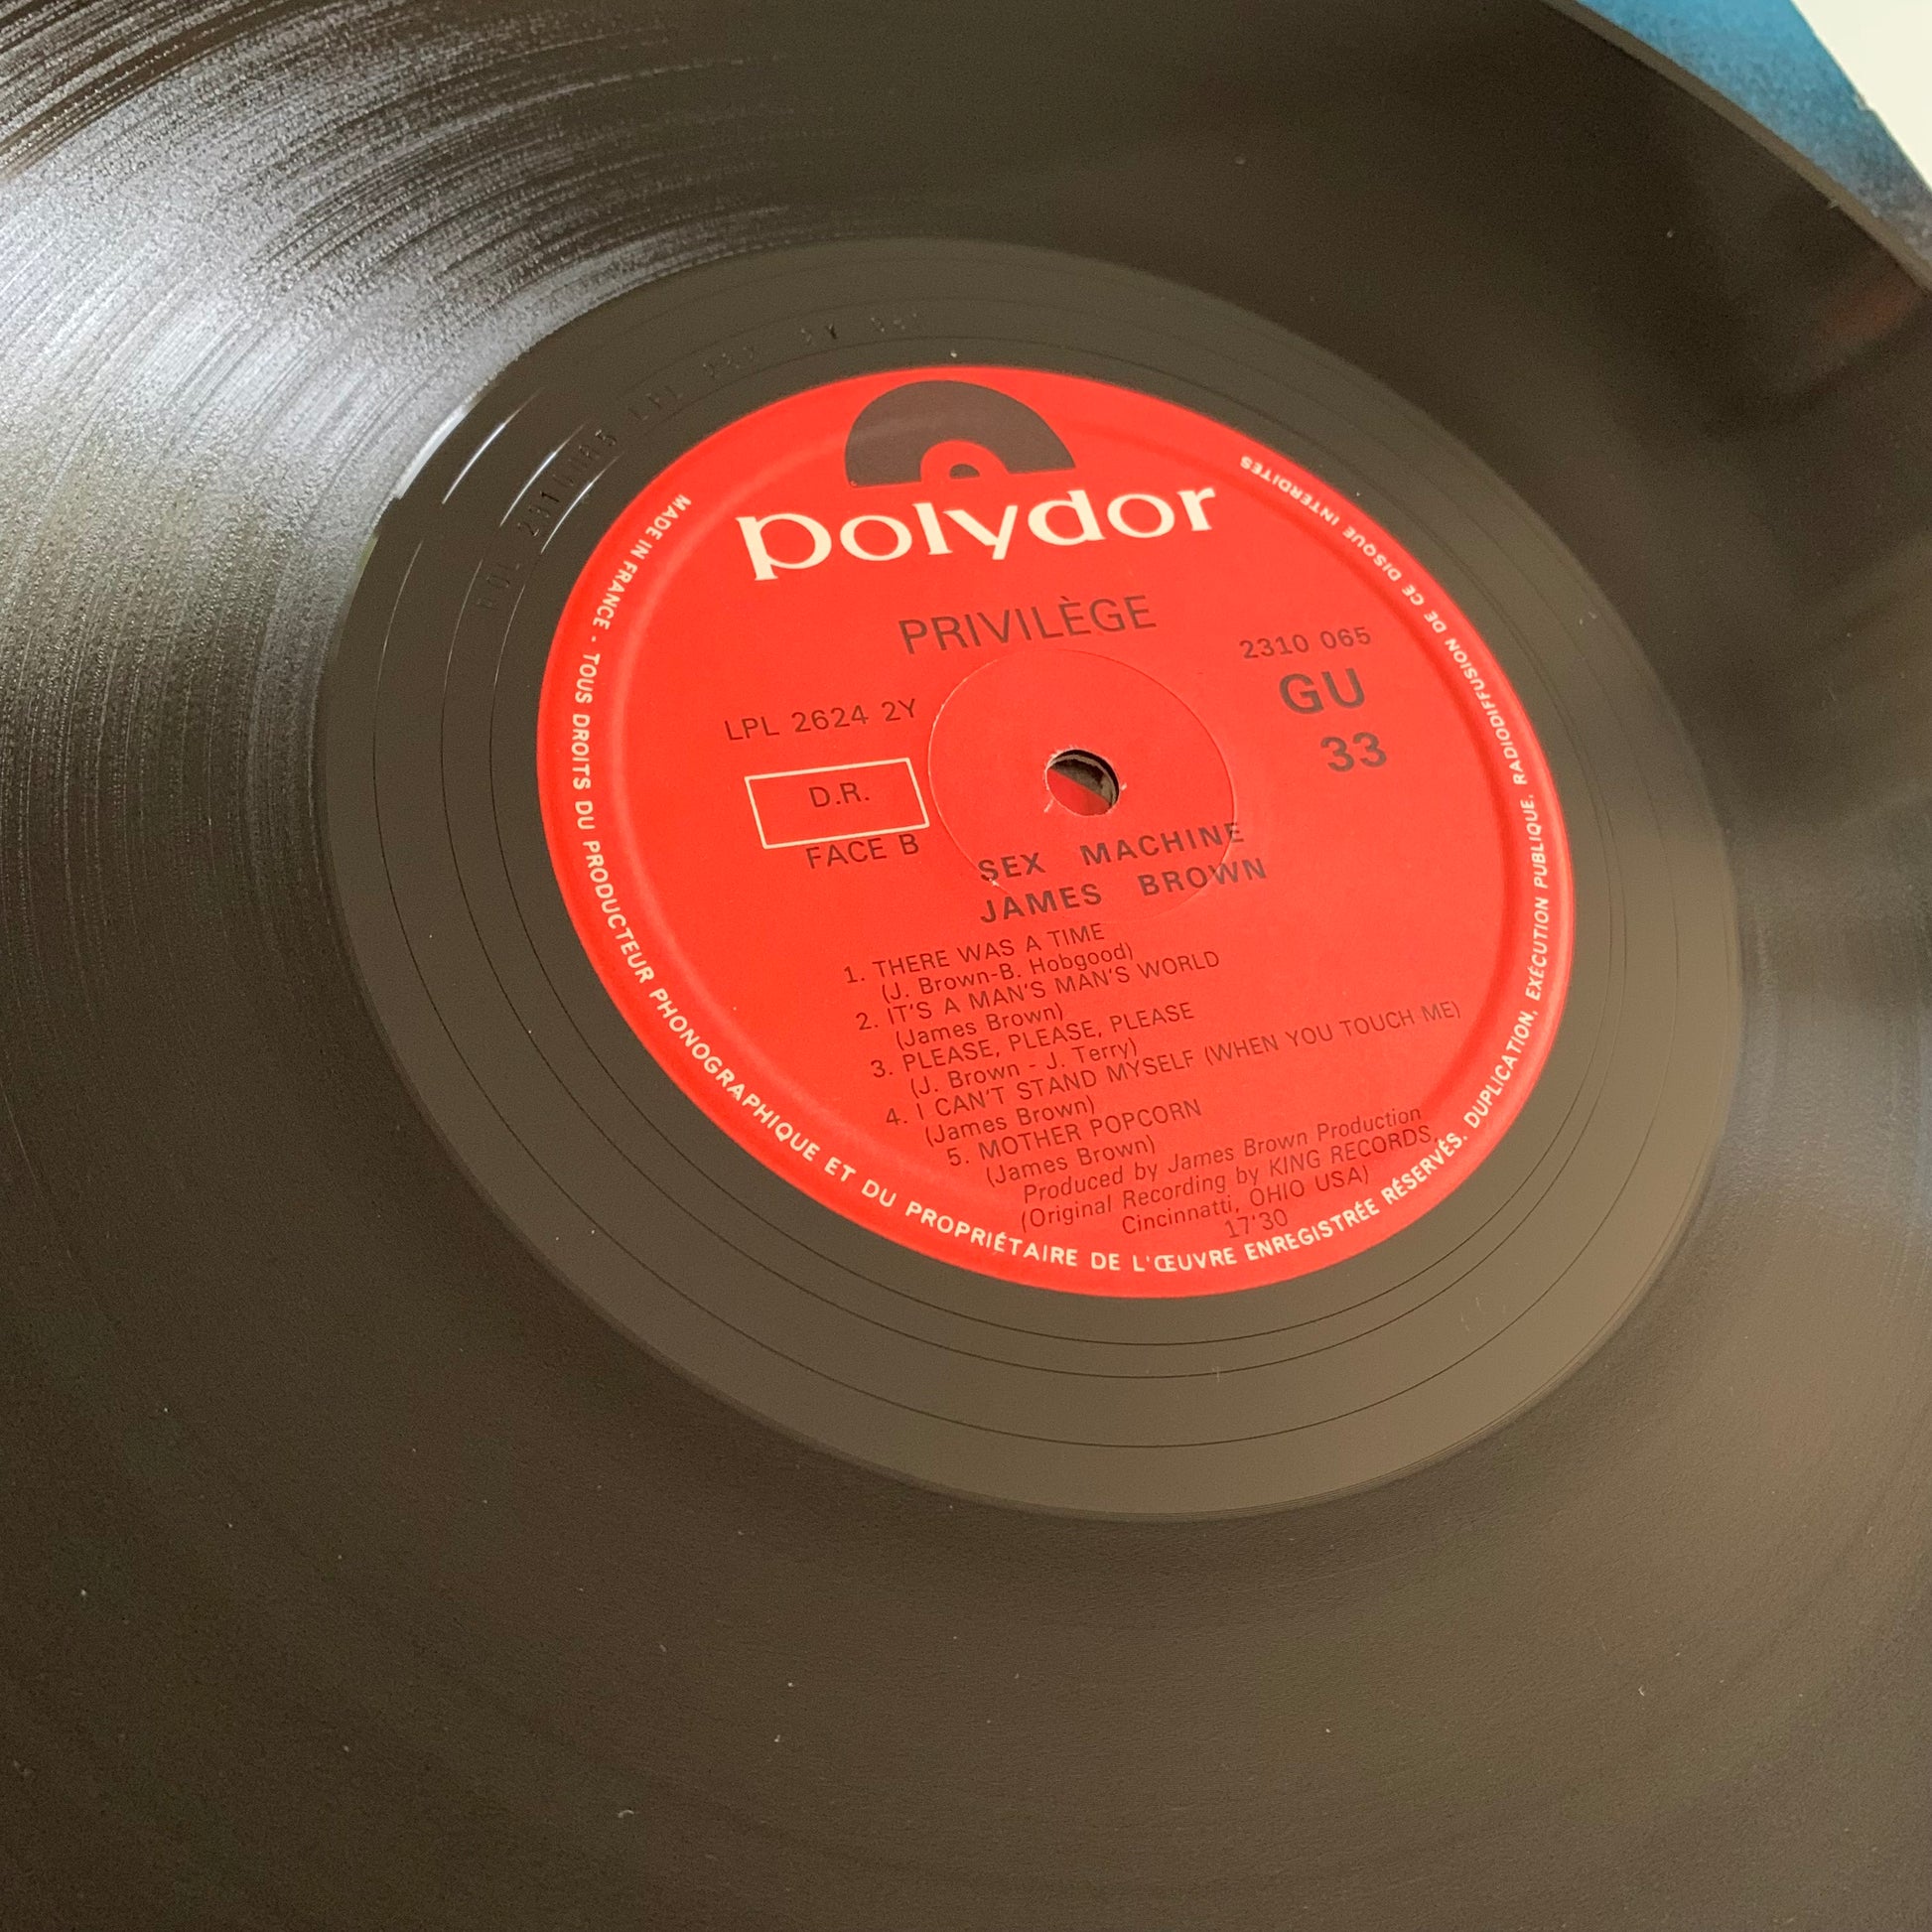 polydor
PRIVILÈGE
2310 065
GU
33
LPL 2624 2Y
D.R.
FACE B
SEX MACHINE
JAMES BROWN
1. THERE WAS A TIME
(J. Brown-B. Hobgood)
2. IT'S A MAN'S MAN'S WORLD
(James Brown)
3. PLEASE, PLEASE, PLEASE
(J. Brown - J. Terry)
4. I CAN'T STAND MYSELF (WHEN YOU TOUCH ME)
(James Brown)
5. MOTHER POPCORN
(James Brown)
Produced by James Brown Production
(Original Recording by KING RECORDS,
Cincinnatti, OHIO USA)
17'30
MADE IN FRANCE - TOUS DROITS DU PRODUCTEUR PHONOGRAPHIQUE ET DU PROPRIÉTAIRE DE L'ŒUVRE ENREGISTRÉE RÉSERVÉS. DUPLICATION, EXÉCUTION PUBLIQUE, RADIODIFFUSION DE CE DISQUE INTERDITES